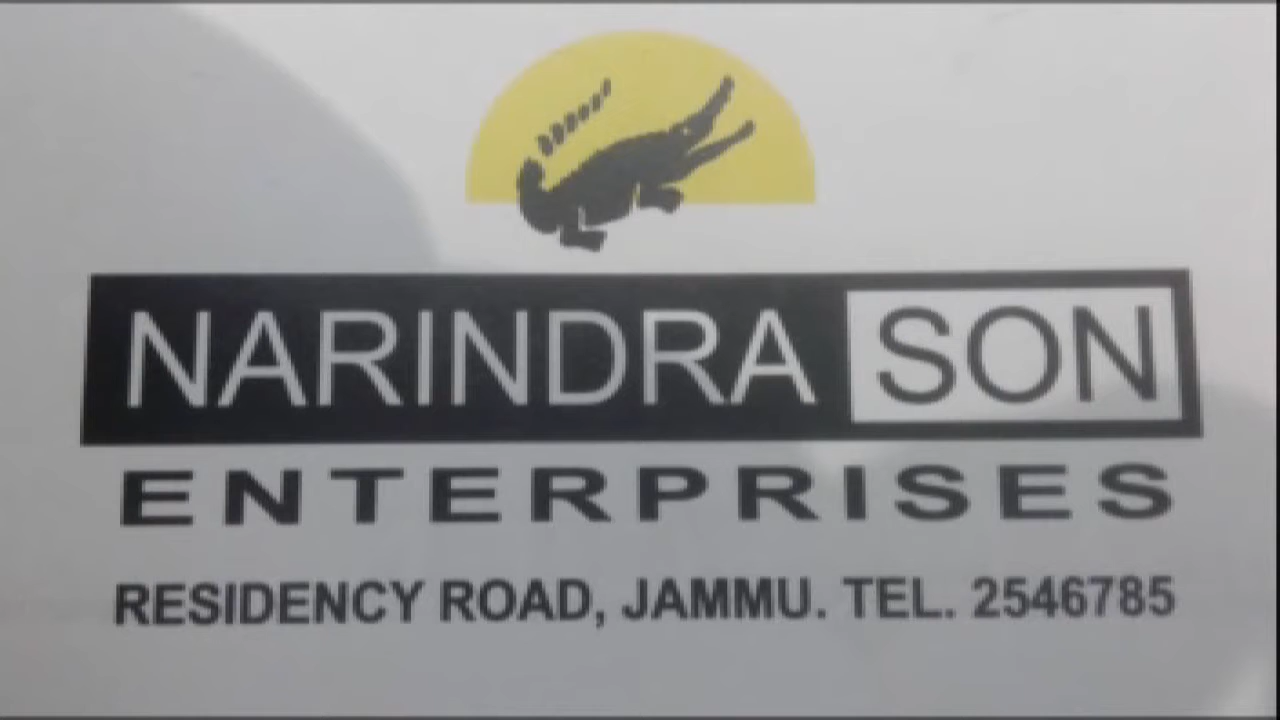 NARINDRA SON
ENTERPRISES
RESIDENCY ROAD, JAMMU. TEL. 2546785